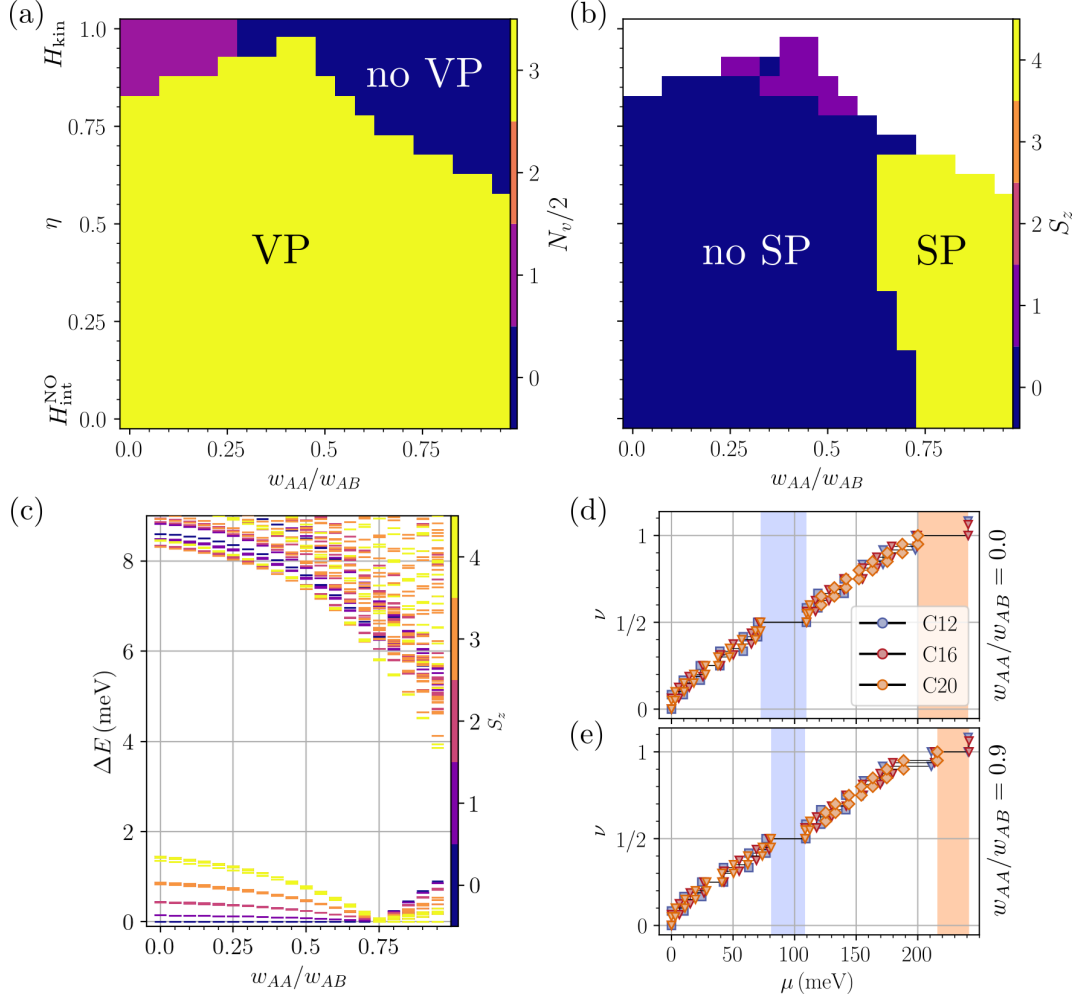 (a)
H_kin
1.0
0.75
η
0.5
0.25
H_int^NO
0.0
no VP
VP
0.0 0.25 0.5 0.75
w_AA/w_AB
3
2
1
0
N_v/2
(b)
no SP
SP
0.0 0.25 0.5 0.75
w_AA/w_AB
4
3
2
1
0
S_z
(c)
8
6
4
2
0
ΔE (meV)
0.0 0.25 0.50 0.75
w_AA/w_AB
4
3
2
1
0
S_z
(d)
1
ν
1/2
0
C12
C16
C20
w_AA/w_AB = 0.0
(e)
1
ν
1/2
0
w_AA/w_AB = 0.9
0 50 100 150 200
μ (meV)